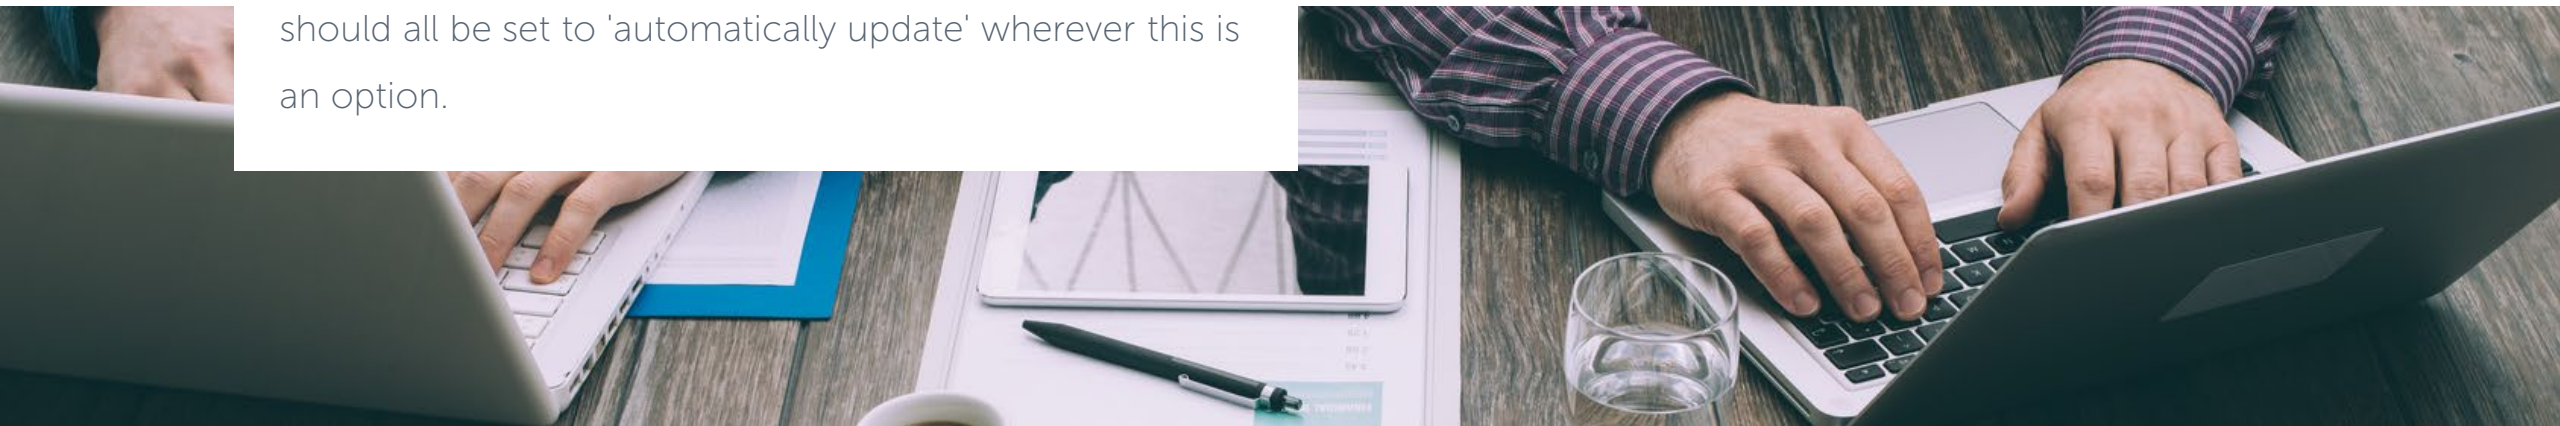 should all be set to 'automatically update' wherever this is
an option.